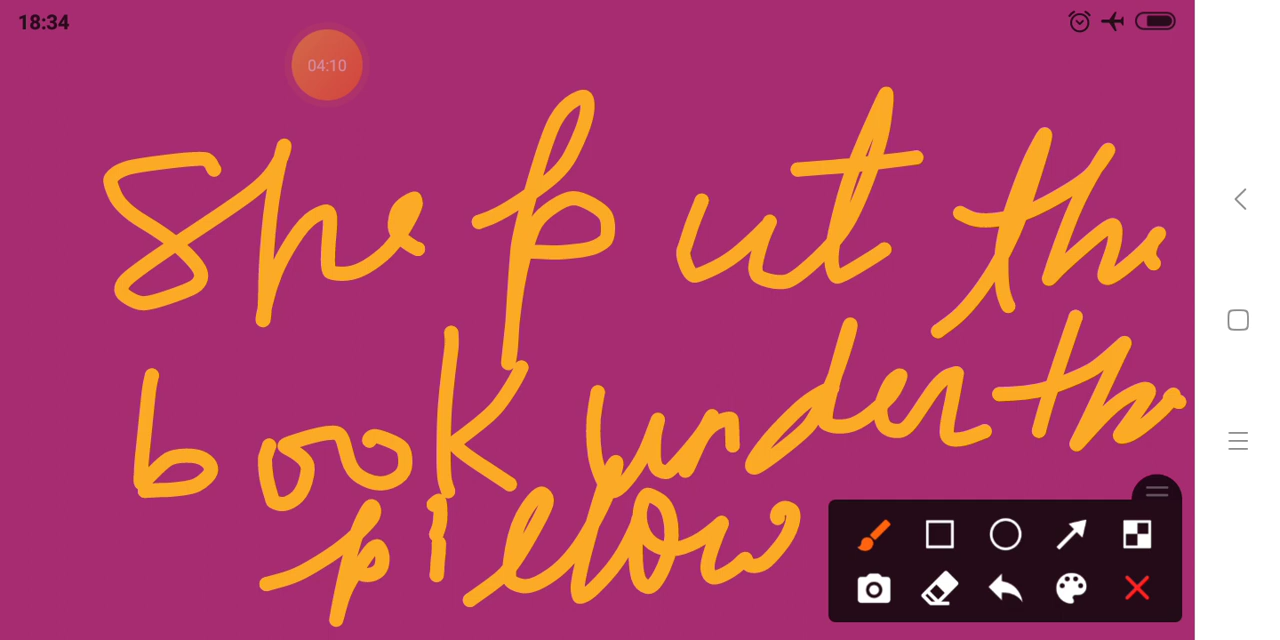 18:34
04:10
She put the
book under the
pillow